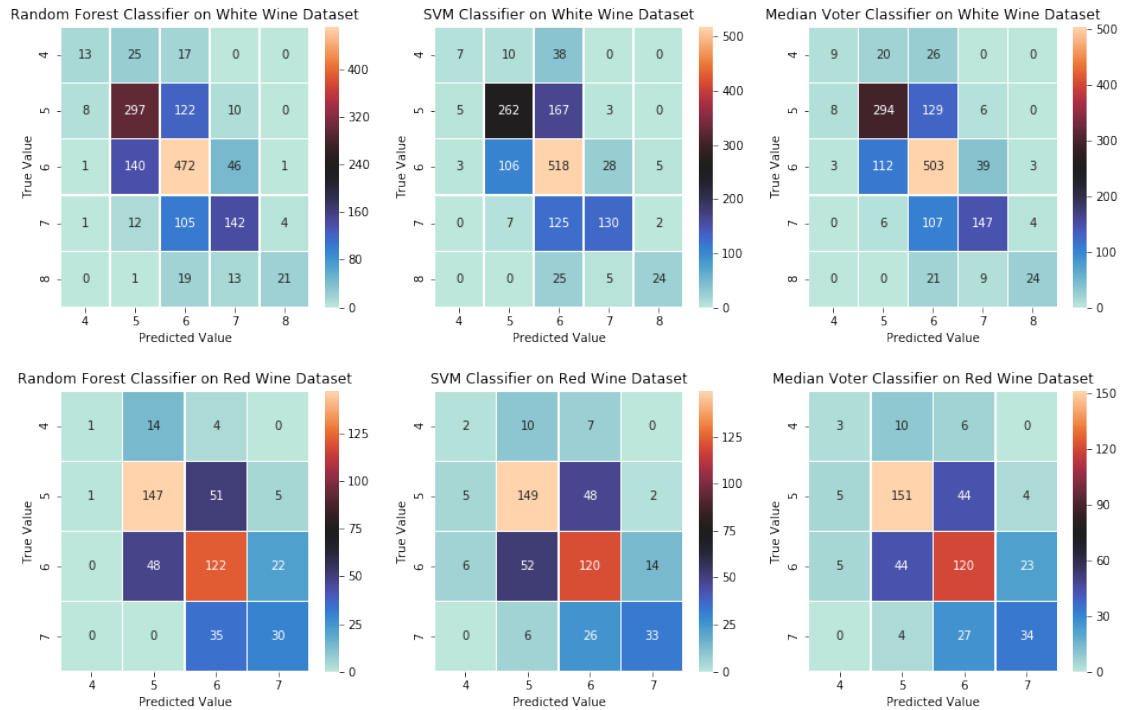 Random Forest Classifier on White Wine Dataset
True Value
4 13 25 17 0 0
5 8 297 122 10 0
6 1 140 472 46 1
7 1 12 105 142 4
8 0 1 19 13 21
4 5 6 7 8
Predicted Value
400
320
240
160
80
0
SVM Classifier on White Wine Dataset
True Value
4 7 10 38 0 0
5 5 262 167 3 0
6 3 106 518 28 5
7 0 7 125 130 2
8 0 0 25 5 24
4 5 6 7 8
Predicted Value
500
400
300
200
100
0
Median Voter Classifier on White Wine Dataset
True Value
4 9 20 26 0 0
5 8 294 129 6 0
6 3 112 503 39 3
7 0 6 107 147 4
8 0 0 21 9 24
4 5 6 7 8
Predicted Value
500
400
300
200
100
0
Random Forest Classifier on Red Wine Dataset
True Value
4 1 14 4 0
5 1 147 51 5
6 0 48 122 22
7 0 0 35 30
4 5 6 7
Predicted Value
125
100
75
50
25
0
SVM Classifier on Red Wine Dataset
True Value
4 2 10 7 0
5 5 149 48 2
6 6 52 120 14
7 0 6 26 33
4 5 6 7
Predicted Value
125
100
75
50
25
0
Median Voter Classifier on Red Wine Dataset
True Value
4 3 10 6 0
5 5 151 44 4
6 5 44 120 23
7 0 4 27 34
4 5 6 7
Predicted Value
150
120
90
60
30
0